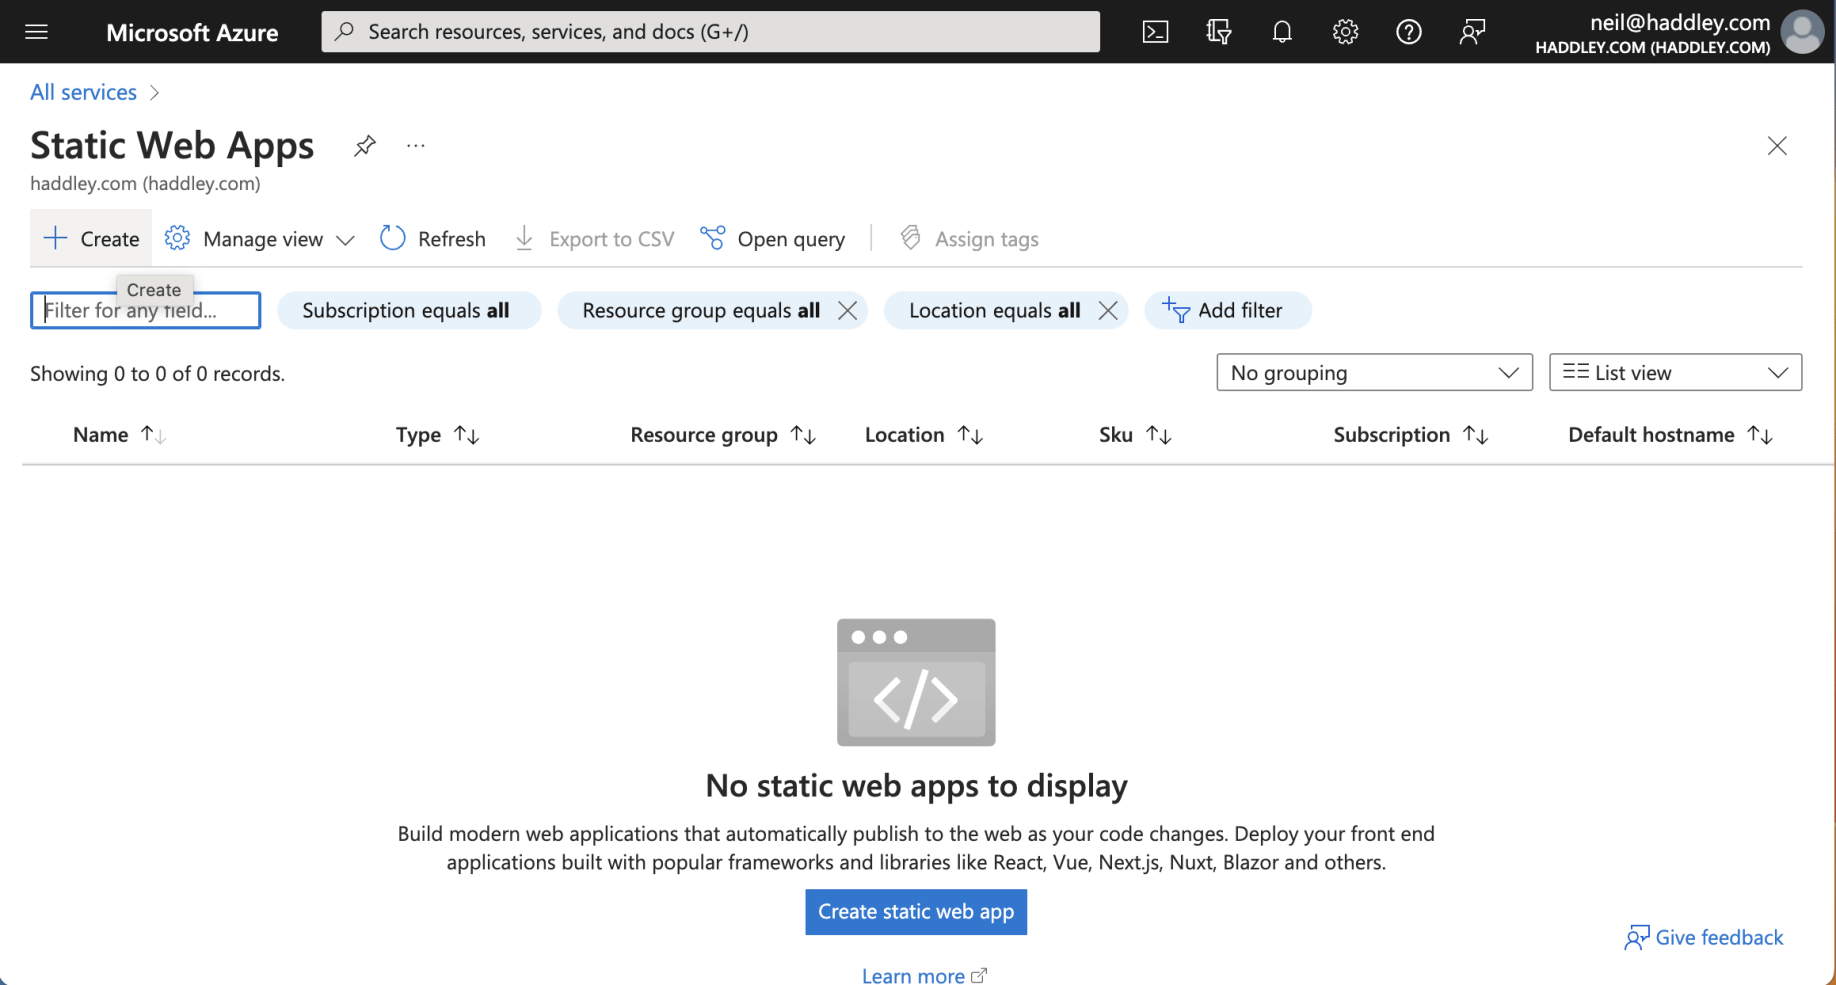 Microsoft Azure
Search resources, services, and docs (G+/)
neil@haddley.com
HADDLEY.COM (HADDLEY.COM)
All services
Static Web Apps
haddley.com (haddley.com)
Create Manage view Refresh Export to CSV Open query Assign tags
Create
Filter for any field... Subscription equals all Resource group equals all Location equals all Add filter
Showing 0 to 0 of 0 records. No grouping List view
Name Type Resource group Location Sku Subscription Default hostname
No static web apps to display
Build modern web applications that automatically publish to the web as your code changes. Deploy your front end
applications built with popular frameworks and libraries like React, Vue, Next.js, Nuxt, Blazor and others.
Create static web app
Give feedback
Learn more